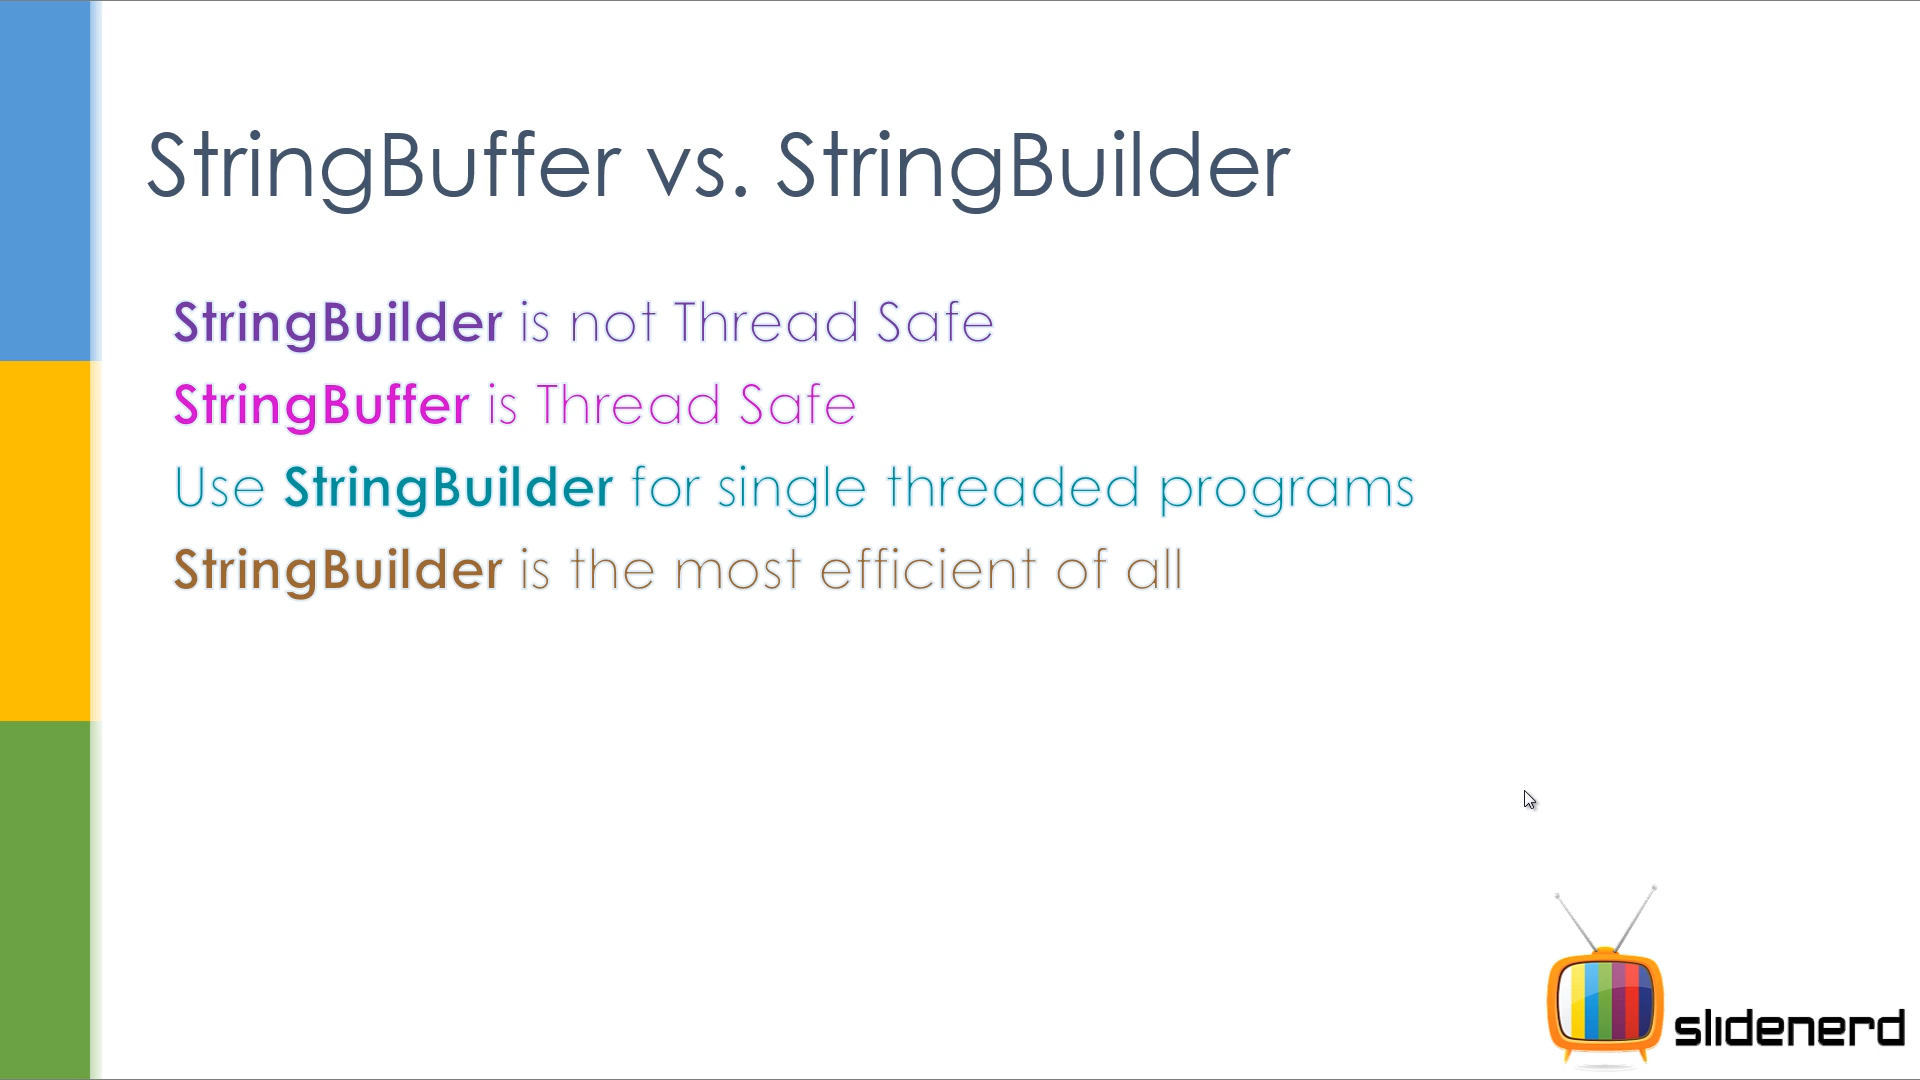 StringBuffer vs. StringBuilder
StringBuilder is not Thread Safe
StringBuffer is Thread Safe
Use StringBuilder for single threaded programs
StringBuilder is the most efficient of all
slidenerd